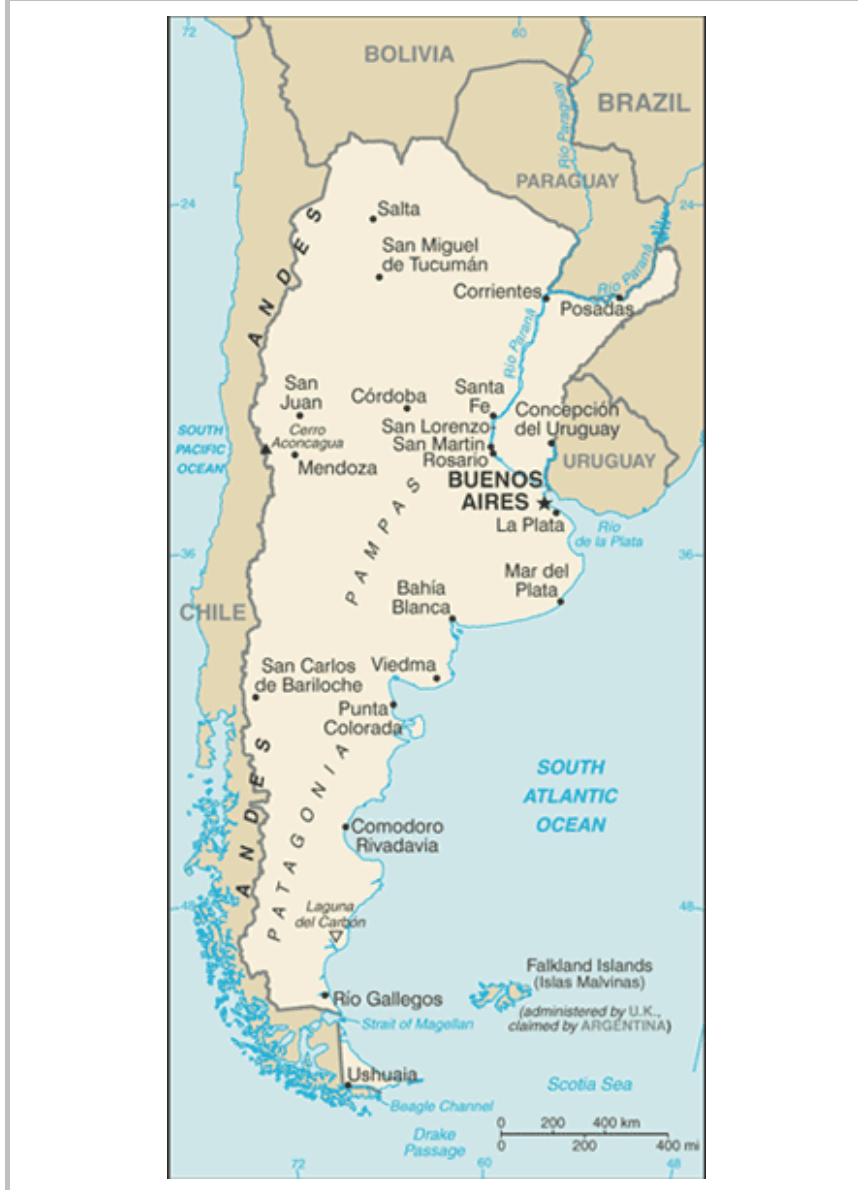 72
60
BOLIVIA
BRAZIL
Río Paraguay
PARAGUAY
24
24
Salta
ANDES
San Miguel
de Tucumán
Río Paraná
Corrientes
Posadas
Río Paraná
San
Juan
Córdoba
Santa
Fe
Concepción
del Uruguay
SOUTH
PACIFIC
OCEAN
Cerro
Aconcagua
San Lorenzo-
San Martin
Rosario
Mendoza
URUGUAY
BUENOS
AIRES
La Plata
Río
de la Plata
PAMPAS
36
36
Mar del
Plata
Bahía
Blanca
CHILE
San Carlos
de Bariloche
Viedma
Punta
Colorada
ANDES
PATAGONIA
SOUTH
ATLANTIC
OCEAN
Comodoro
Rivadavia
48
48
Laguna
del Carbón
Falkland Islands
(Islas Malvinas)
(administered by U.K.,
claimed by ARGENTINA)
Río Gallegos
Strait of Magellan
Ushuaia
Scotia Sea
Beagle Channel
Drake
Passage
0 200 400 km
0 200 400 mi
72
60
48